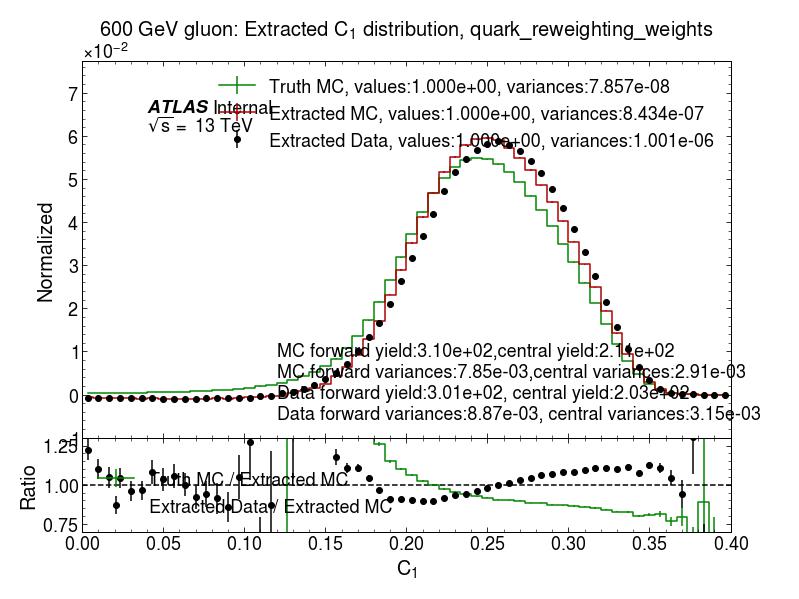 600 GeV gluon: Extracted C₁ distribution, quark_reweighting_weights
×10⁻²
Truth MC, values:1.000e+00, variances:7.857e-08
ATLAS Internal
Extracted MC, values:1.000e+00, variances:8.434e-07
√s = 13 TeV
Extracted Data, values:1.000e+00, variances:1.001e-06
7
6
5
4
3
2
1
0
Normalized
MC forward yield:3.10e+02,central yield:
MC forward variances:7.85e-03,central variances:2.91e-03
Data forward yield:3.01e+02, central yield:2.03e+02
Data forward variances:8.87e-03, central variances:3.15e-03
1.25
1.00
0.75
Ratio
Truth MC / Extracted MC
Extracted Data / Extracted MC
0.00 0.05 0.10 0.15 0.20 0.25 0.30 0.35 0.40
C₁